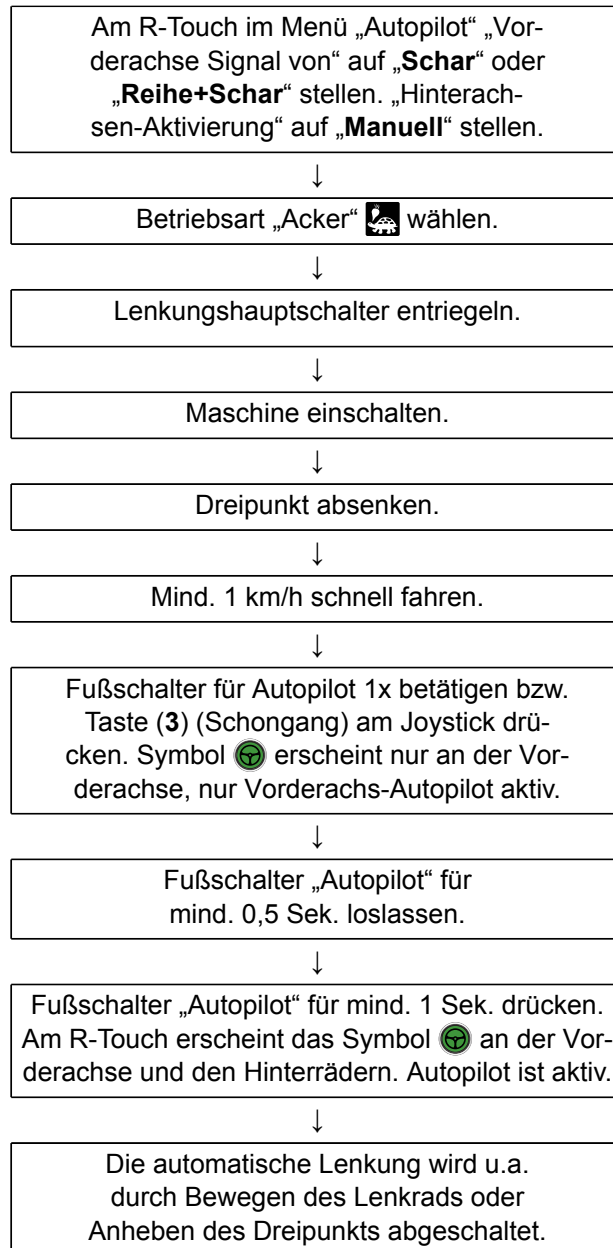 Am R-Touch im Menü „Autopilot“ „Vor-
derachse Signal von“ auf „Schar“ oder
„Reihe+Schar“ stellen. „Hinterach-
sen-Aktivierung“ auf „Manuell“ stellen.
↓
Betriebsart „Acker“ wählen.
↓
Lenkungshauptschalter entriegeln.
↓
Maschine einschalten.
↓
Dreipunkt absenken.
↓
Mind. 1 km/h schnell fahren.
↓
Fußschalter für Autopilot 1x betätigen bzw.
Taste (3) (Schongang) am Joystick drü-
cken. Symbol erscheint nur an der Vor-
derachse, nur Vorderachs-Autopilot aktiv.
↓
Fußschalter „Autopilot“ für
mind. 0,5 Sek. loslassen.
↓
Fußschalter „Autopilot“ für mind. 1 Sek. drücken.
Am R-Touch erscheint das Symbol an der Vor-
derachse und den Hinterrädern. Autopilot ist aktiv.
↓
Die automatische Lenkung wird u.a.
durch Bewegen des Lenkrads oder
Anheben des Dreipunkts abgeschaltet.